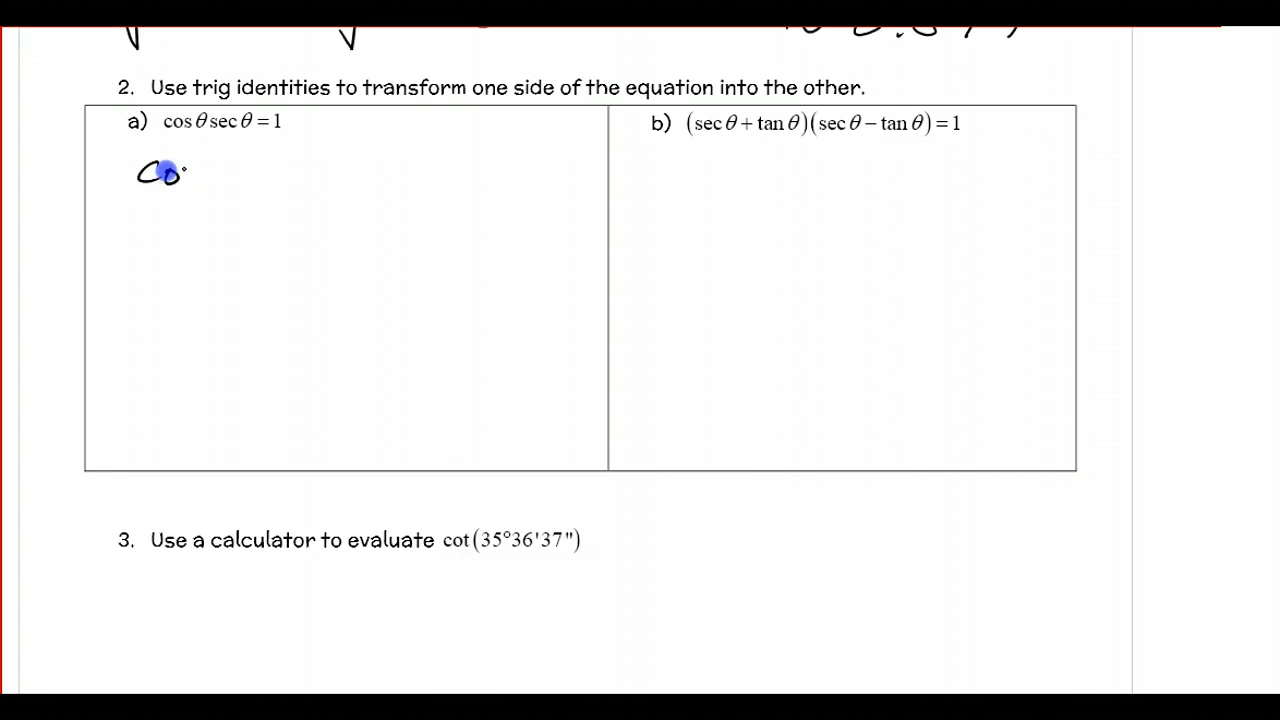 2. Use trig identities to transform one side of the equation into the other.
a) cos θ sec θ = 1
b) (sec θ + tan θ)(sec θ − tan θ) = 1
Co
3. Use a calculator to evaluate cot(35°36'37")